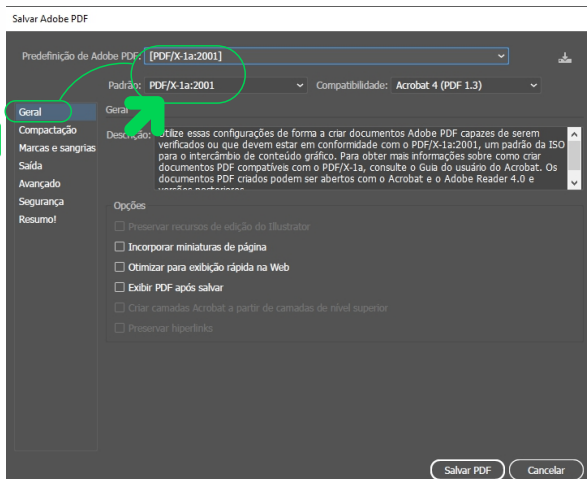 Salvar Adobe PDF
Predefinição de Adobe PDF: [PDF/X-1a:2001]
Padrão: PDF/X-1a:2001 Compatibilidade: Acrobat 4 (PDF 1.3)
Geral
Compactação
Marcas e sangrias
Saída
Avançado
Segurança
Resumo!
Geral
Descrição: Utilize essas configurações de forma a criar documentos Adobe PDF capazes de serem
verificados ou que devem estar em conformidade com o PDF/X-1a:2001, um padrão da ISO
para o intercâmbio de conteúdo gráfico. Para obter mais informações sobre como criar
documentos PDF compatíveis com o PDF/X-1a, consulte o Guia do usuário do Acrobat. Os
documentos PDF criados podem ser abertos com o Acrobat e o Adobe Reader 4.0 e
versões posteriores
Opções
Preservar recursos de edição do Illustrator
Incorporar miniaturas de página
Otimizar para exibição rápida na Web
Exibir PDF após salvar
Criar camadas Acrobat a partir de camadas de nível superior
Preservar hiperlinks
Salvar PDF
Cancelar